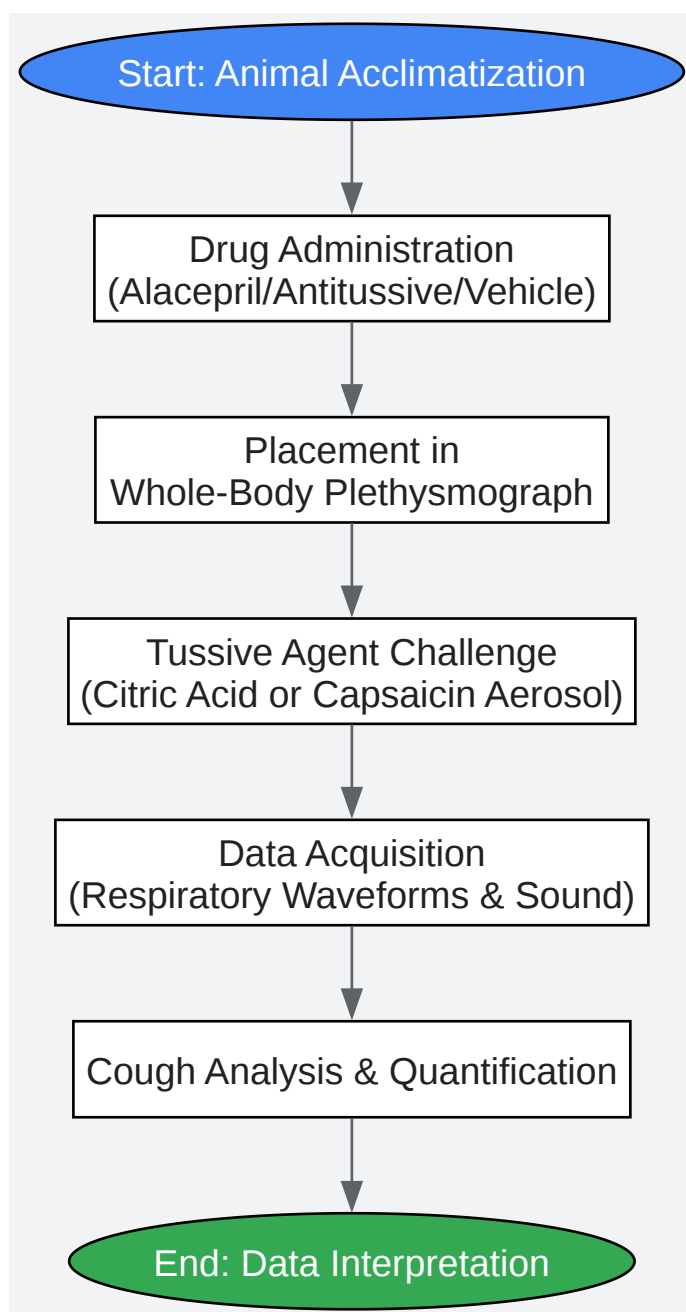 Start: Animal Acclimatization
Drug Administration
(Alacepril/Antitussive/Vehicle)
Placement in
Whole-Body Plethysmograph
Tussive Agent Challenge
(Citric Acid or Capsaicin Aerosol)
Data Acquisition
(Respiratory Waveforms & Sound)
Cough Analysis & Quantification
End: Data Interpretation